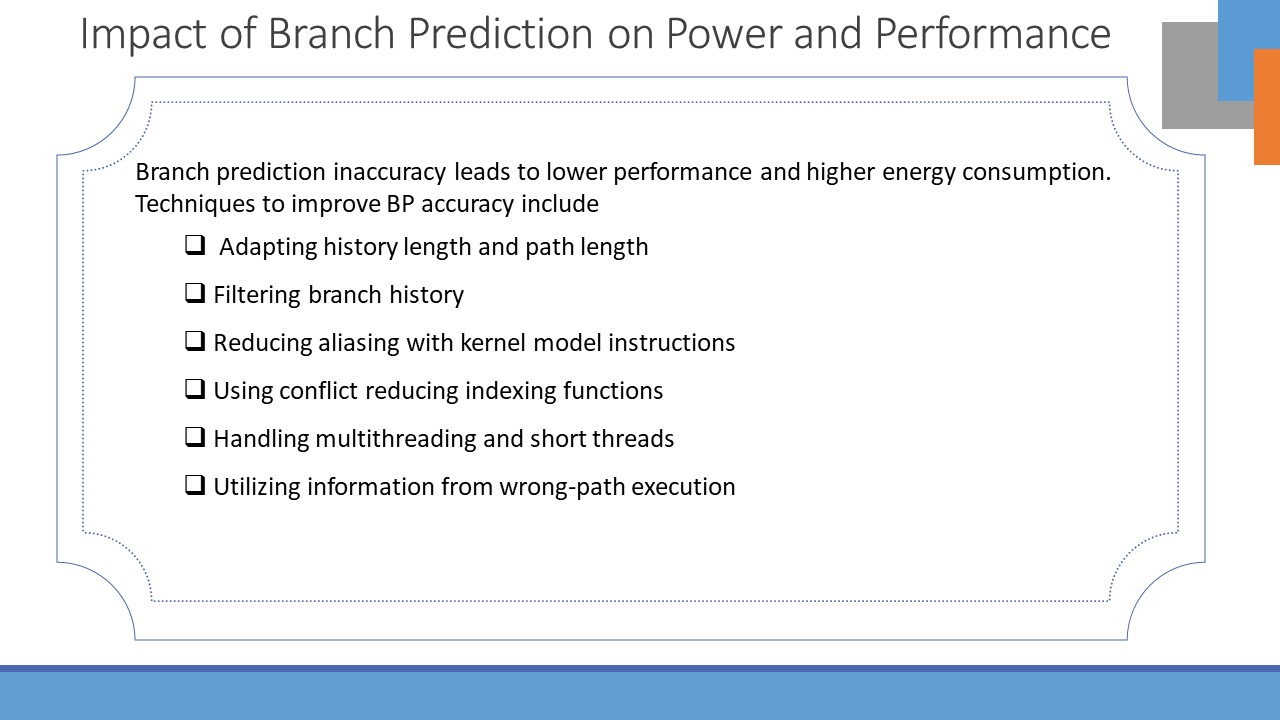 Impact of Branch Prediction on Power and Performance
Branch prediction inaccuracy leads to lower performance and higher energy consumption.
Techniques to improve BP accuracy include
❑ Adapting history length and path length
❑ Filtering branch history
❑ Reducing aliasing with kernel model instructions
❑ Using conflict reducing indexing functions
❑ Handling multithreading and short threads
❑ Utilizing information from wrong-path execution